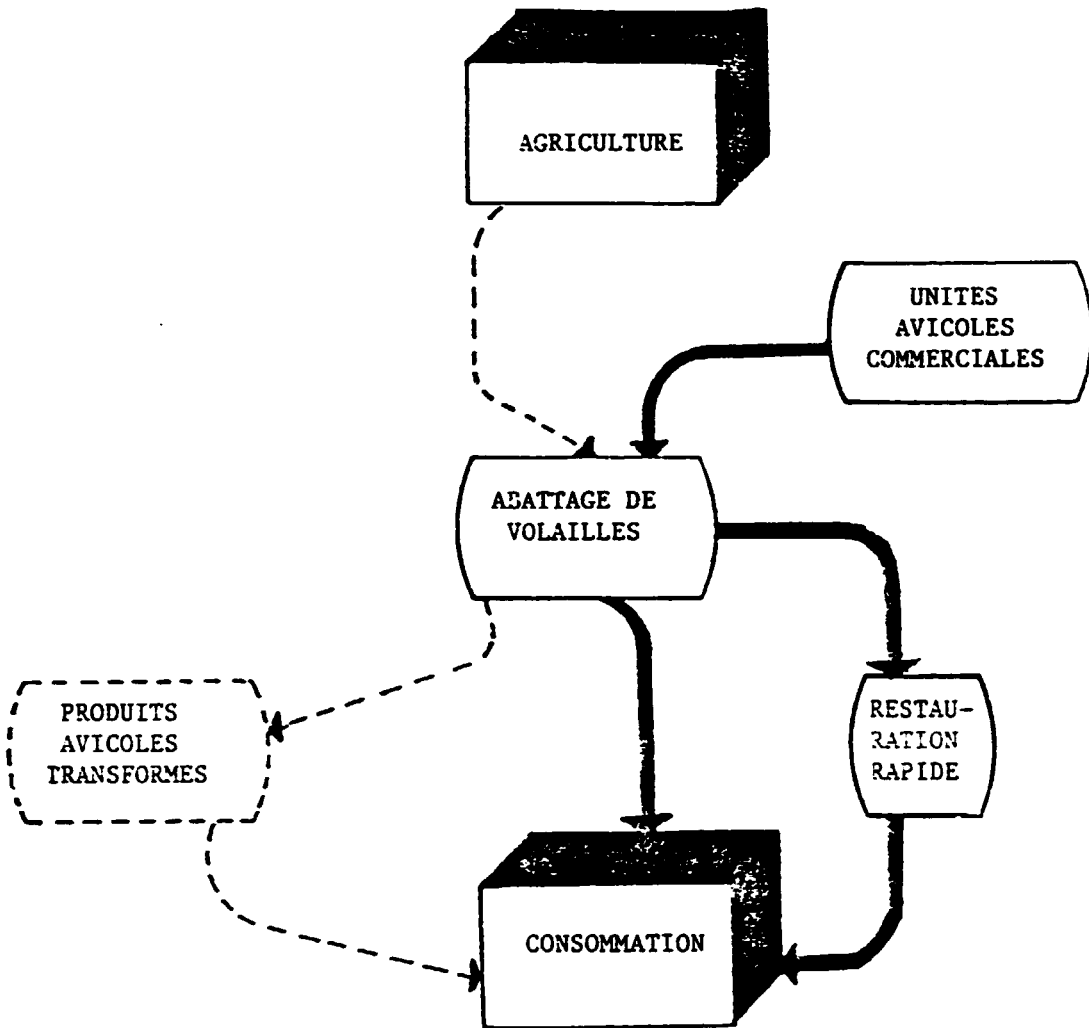 AGRICULTURE
UNITES
AVICOLES
COMMERCIALES
ABATTAGE DE
VOLAILLES
PRODUITS
AVICOLES
TRANSFORMES
RESTAU-
RATION
RAPIDE
CONSOMMATION